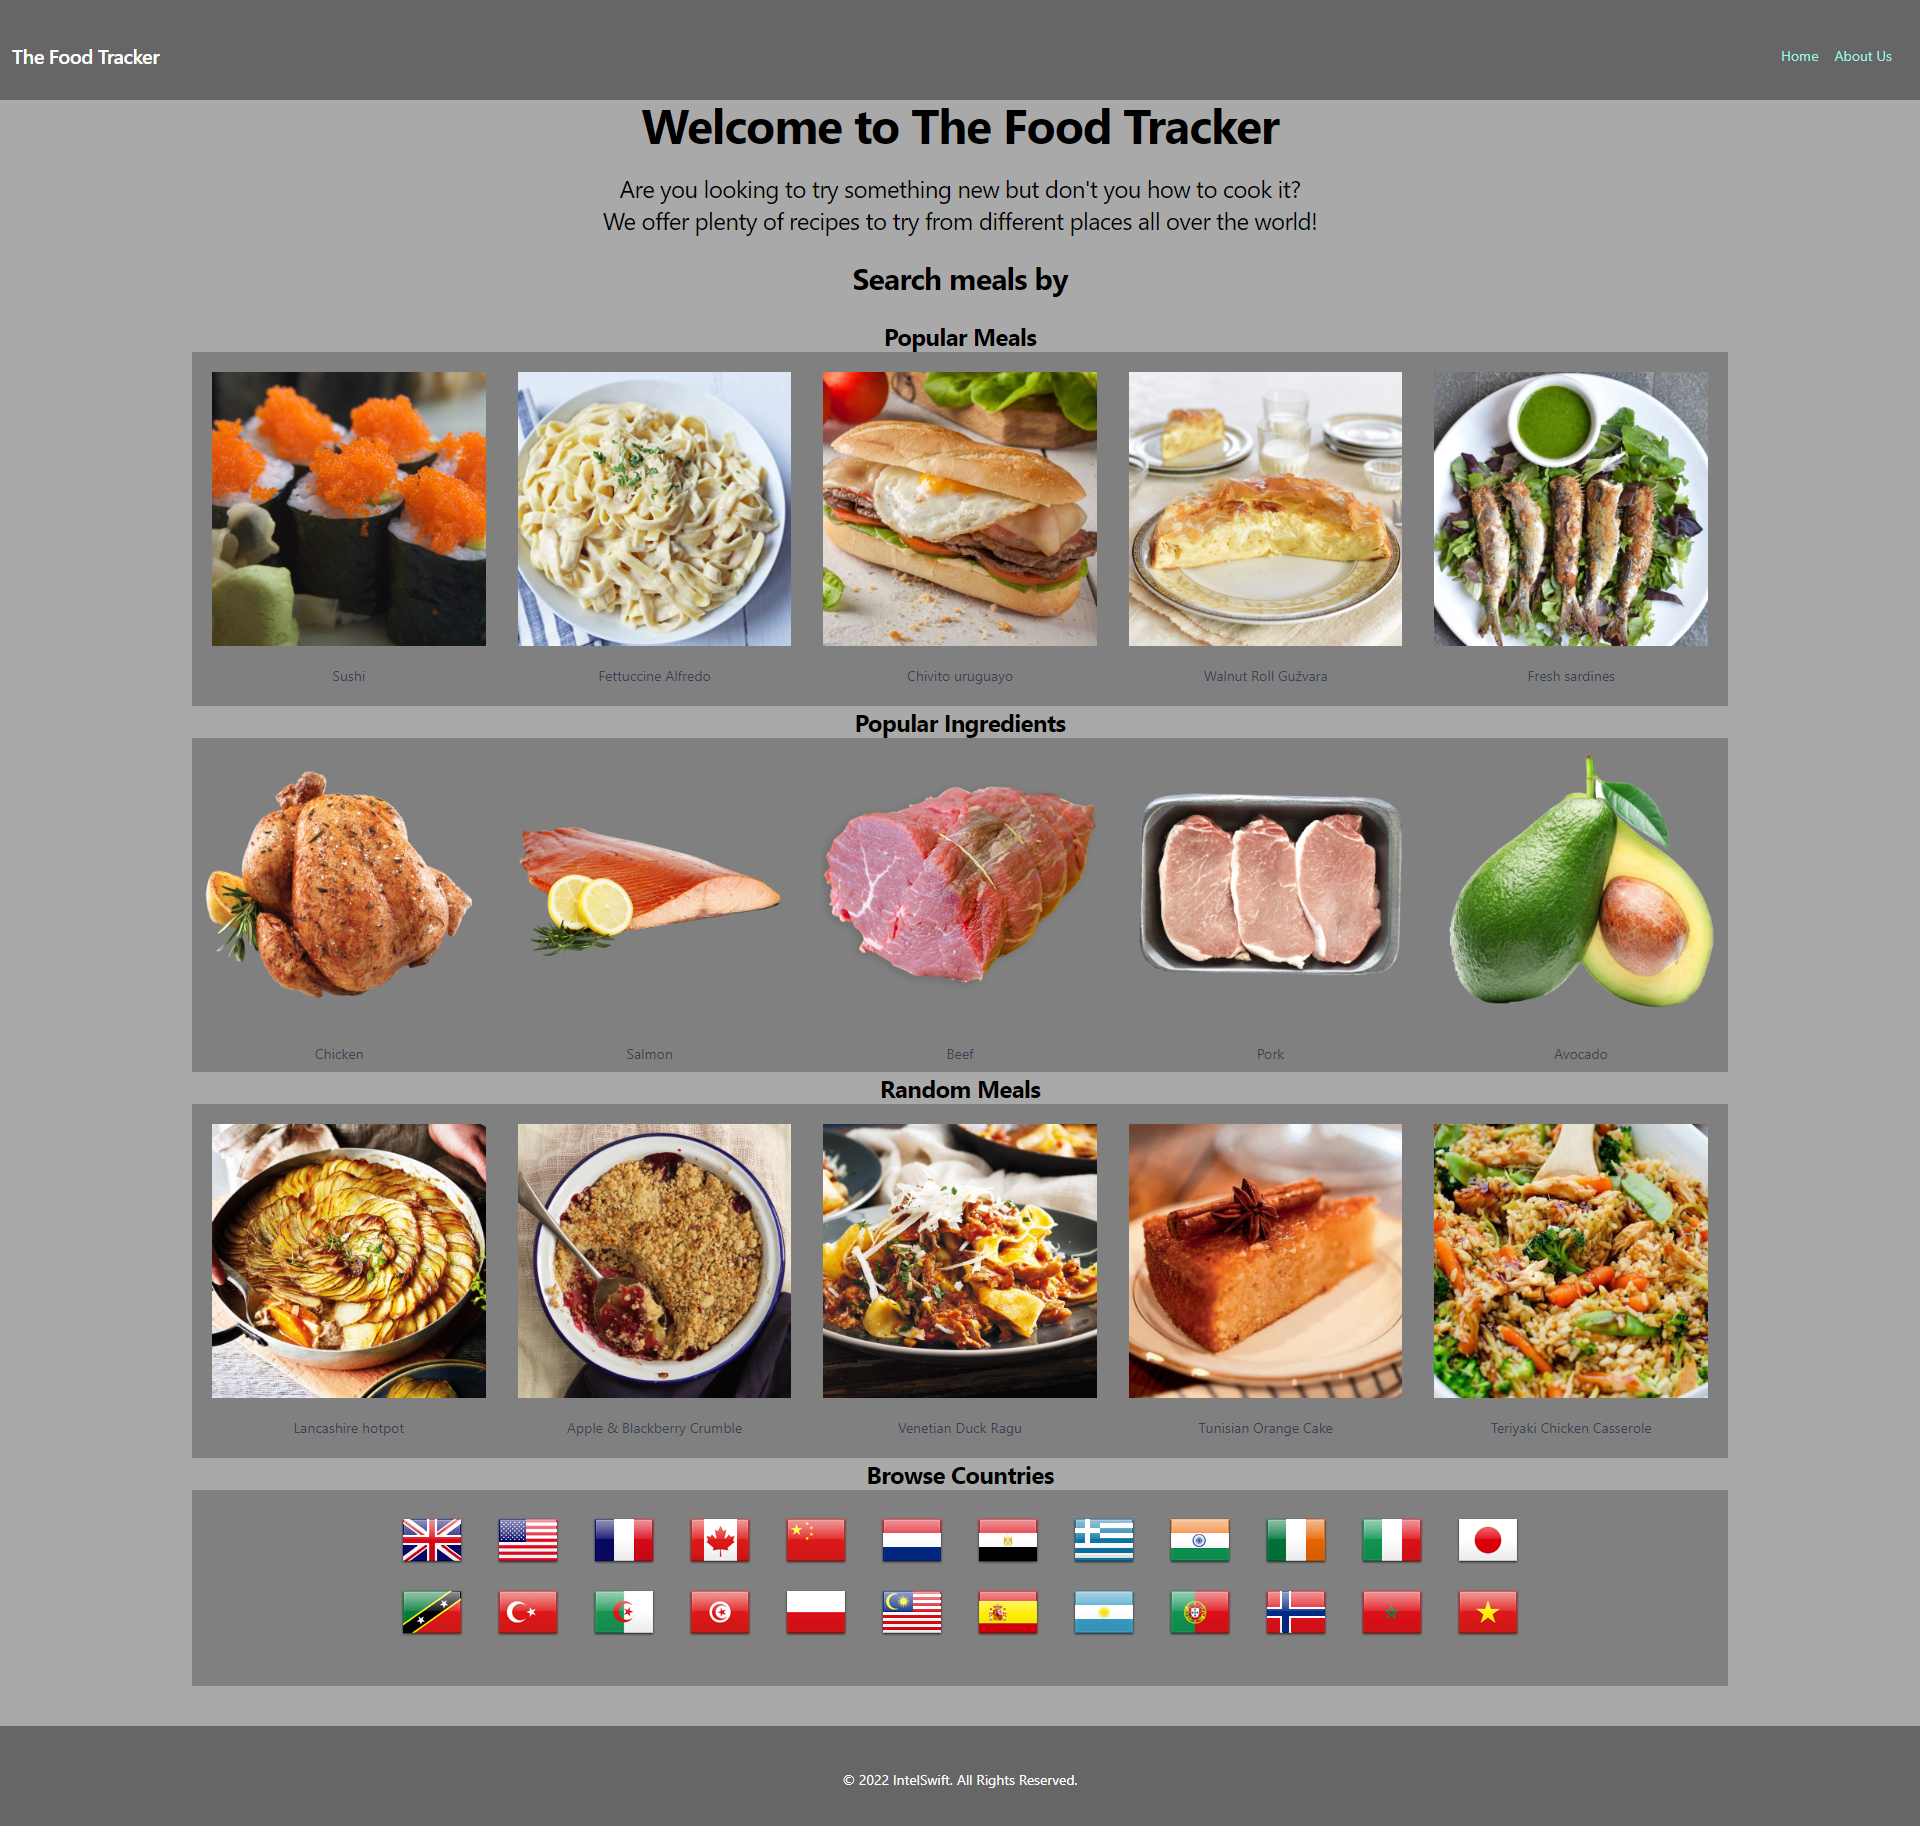 The Food Tracker
Home
About Us
Welcome to The Food Tracker
Are you looking to try something new but don't you how to cook it?
We offer plenty of recipes to try from different places all over the world!
Search meals by
Popular Meals
Sushi
Fettuccine Alfredo
Chivito uruguayo
Walnut Roll Gužvara
Fresh sardines
Popular Ingredients
Chicken
Salmon
Beef
Pork
Avocado
Random Meals
Lancashire hotpot
Apple & Blackberry Crumble
Venetian Duck Ragu
Tunisian Orange Cake
Teriyaki Chicken Casserole
Browse Countries
© 2022 IntelSwift. All Rights Reserved.